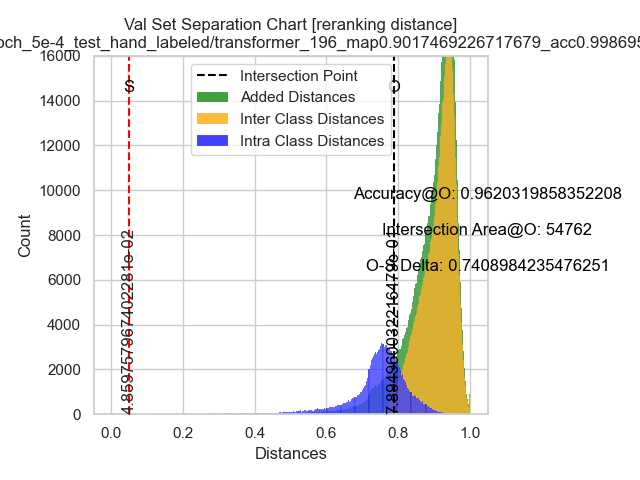 Val Set Separation Chart [reranking distance]
och_5e-4_test_hand_labeled/transformer_196_map0.9017469226717679_acc0.998695
16000
14000
12000
10000
8000
6000
4000
2000
0
Count
S
O
Intersection Point
Added Distances
Inter Class Distances
Intra Class Distances
Accuracy@O: 0.9620319858352208
Intersection Area@O: 54762
O-S Delta: 0.7408984235476251
4.859757967402281e-02
0.0
0.2
0.4
0.6
0.8
1.0
Distances